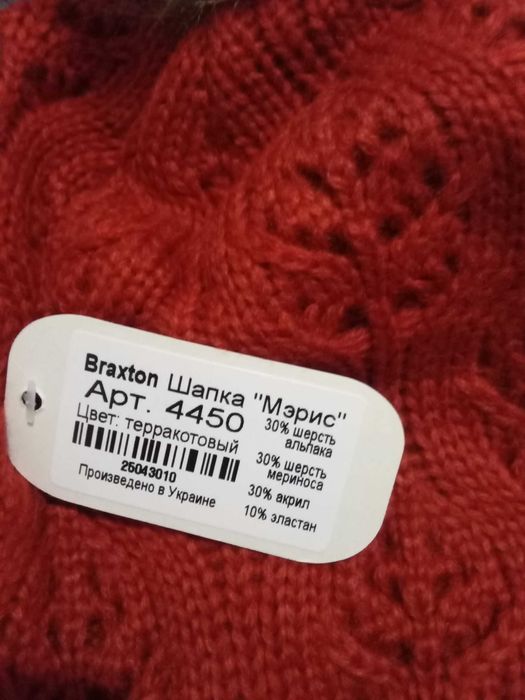 Braxton Шапка "Мэрис"
Арт. 4450
Цвет: терракотовый
25043010
Произведено в Украине
30% шерсть
альпака
30% шерсть
мериноса
30% акрил
10% эластан